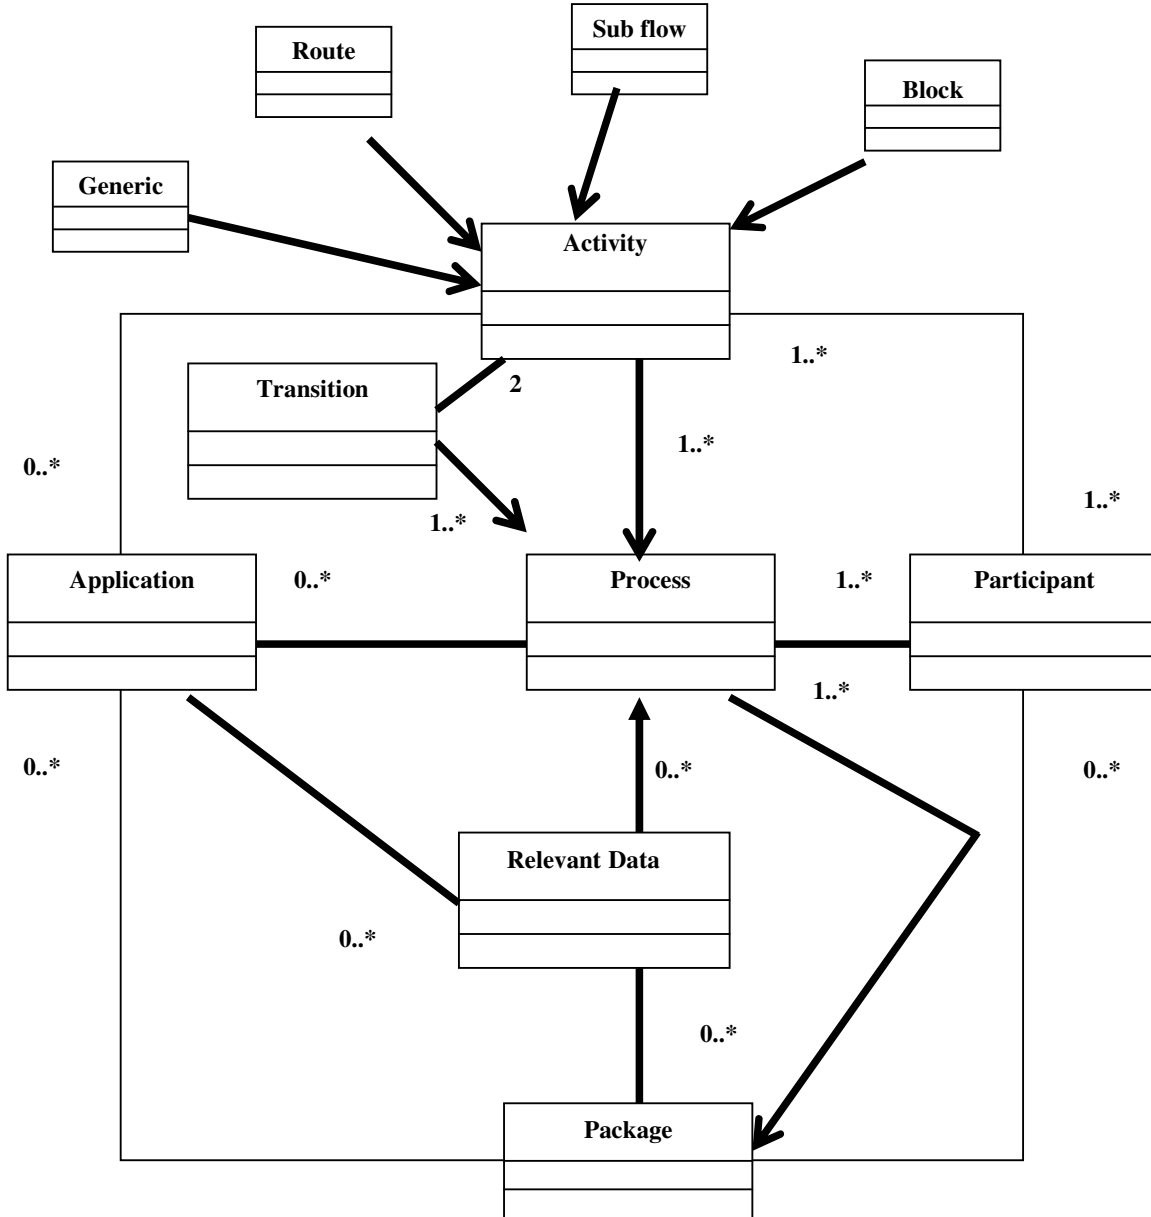 Sub flow
Route
Block
Generic
Activity
1..*
2
Transition
1..*
0..*
1..*
1..*
Application
0..*
Process
1..*
Participant
1..*
0..*
0..*
0..*
Relevant Data
0..*
0..*
Package